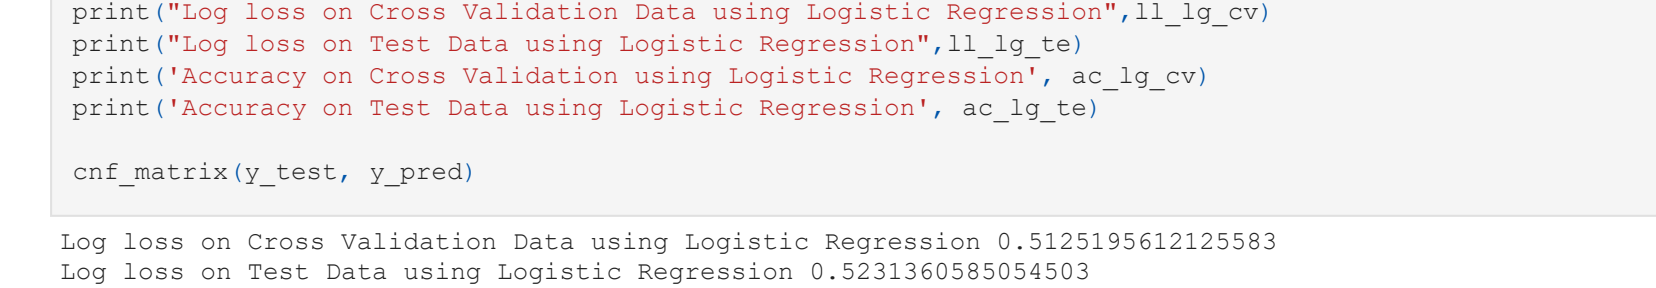 print("Log loss on Cross Validation Data using Logistic Regression",ll_lg_cv)
print("Log loss on Test Data using Logistic Regression",ll_lg_te)
print('Accuracy on Cross Validation using Logistic Regression', ac_lg_cv)
print('Accuracy on Test Data using Logistic Regression', ac_lg_te)
cnf_matrix(y_test, y_pred)
Log loss on Cross Validation Data using Logistic Regression 0.5125195612125583
Log loss on Test Data using Logistic Regression 0.5231360585054503